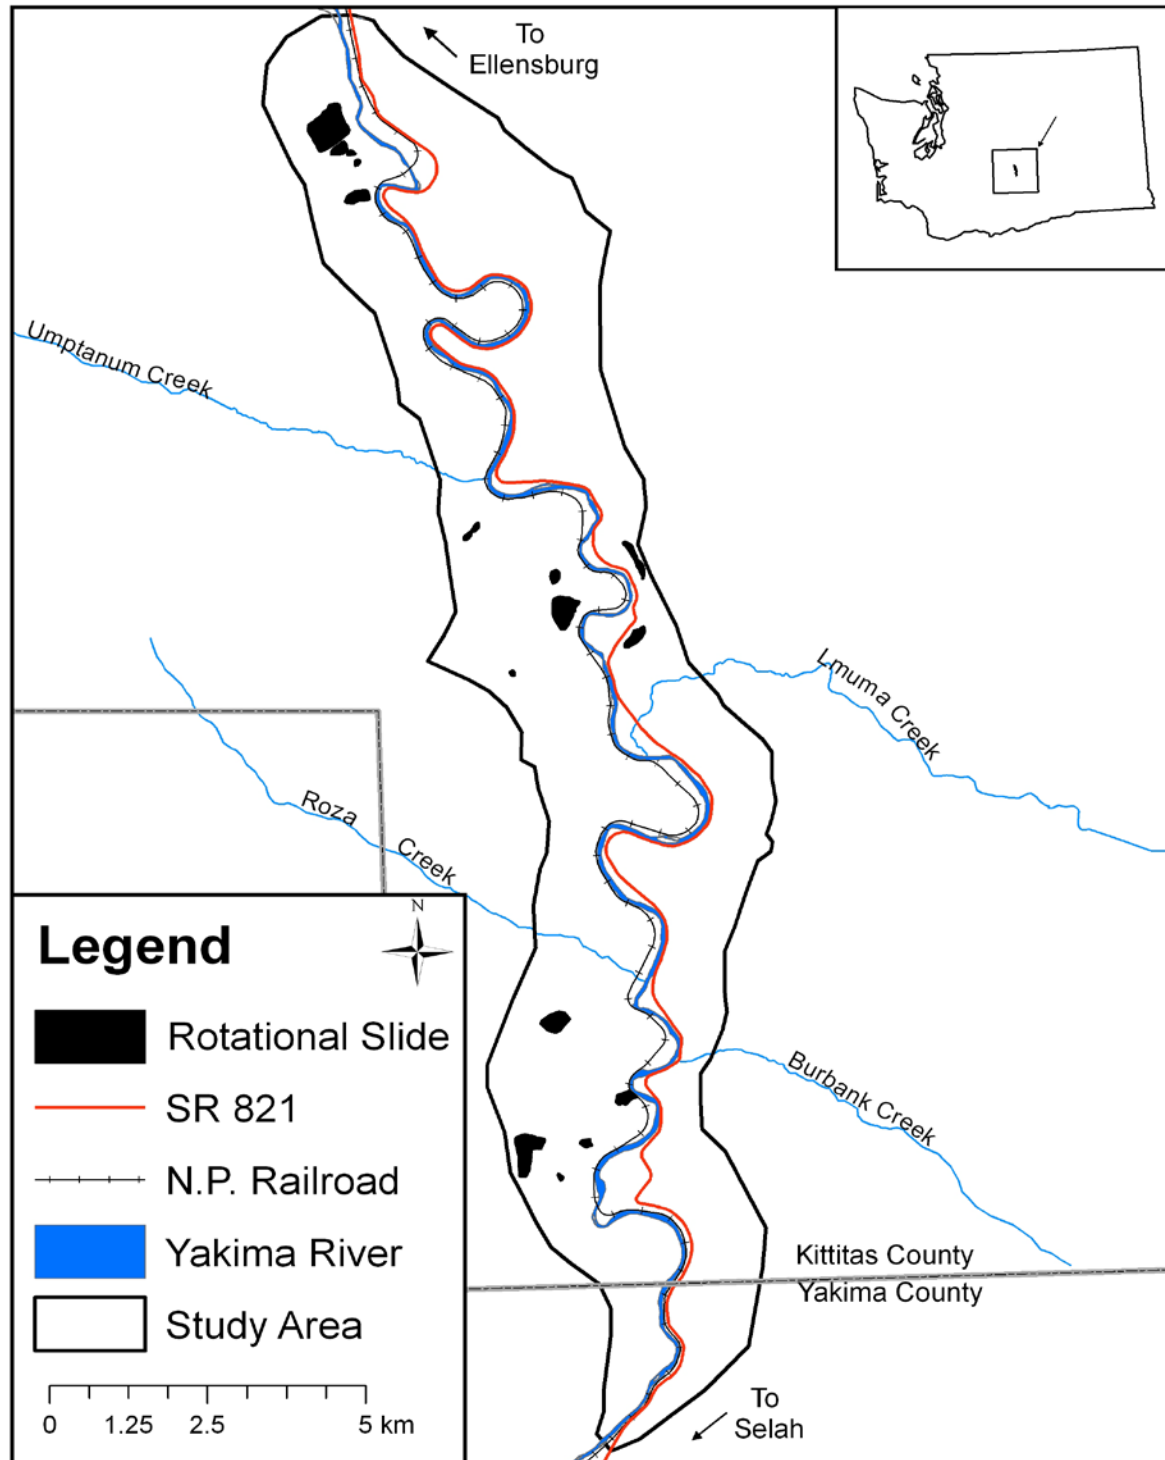 To
Ellensburg
Umptanum Creek
Lmuma Creek
Roza
Creek
Burbank Creek
Kittitas County
Yakima County
To
Selah
N
Legend
Rotational Slide
SR 821
N.P. Railroad
Yakima River
Study Area
0 1.25 2.5 5 km